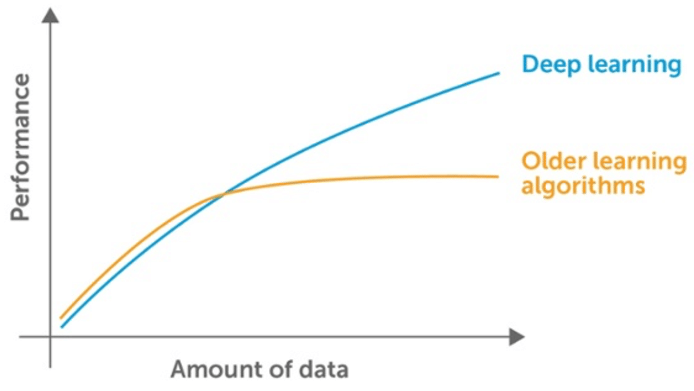 Performance
Deep learning
Older learning
algorithms
Amount of data